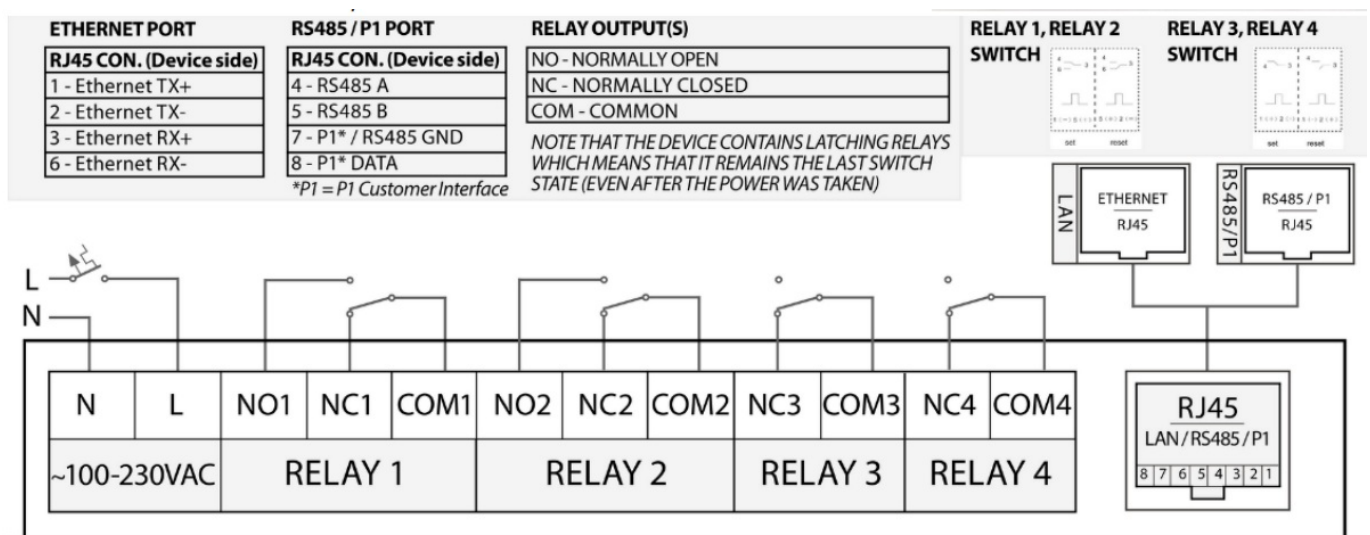 ETHERNET PORT
RJ45 CON. (Device side)
1 - Ethernet TX+
2 - Ethernet TX-
3 - Ethernet RX+
6 - Ethernet RX-
RS485 / P1 PORT
RJ45 CON. (Device side)
4 - RS485 A
5 - RS485 B
7 - P1* / RS485 GND
8 - P1* DATA
*P1 = P1 Customer Interface
RELAY OUTPUT(S)
NO - NORMALLY OPEN
NC - NORMALLY CLOSED
COM - COMMON
NOTE THAT THE DEVICE CONTAINS LATCHING RELAYS
WHICH MEANS THAT IT REMAINS THE LAST SWITCH
STATE (EVEN AFTER THE POWER WAS TAKEN)
RELAY 1, RELAY 2
SWITCH
set reset
RELAY 3, RELAY 4
SWITCH
set reset
LAN
ETHERNET
RJ45
RS485/P1
RS485 / P1
RJ45
L
N
N L NO1 NC1 COM1 NO2 NC2 COM2 NC3 COM3 NC4 COM4
~100-230VAC RELAY 1 RELAY 2 RELAY 3 RELAY 4
RJ45
LAN/RS485/P1
8 7 6 5 4 3 2 1